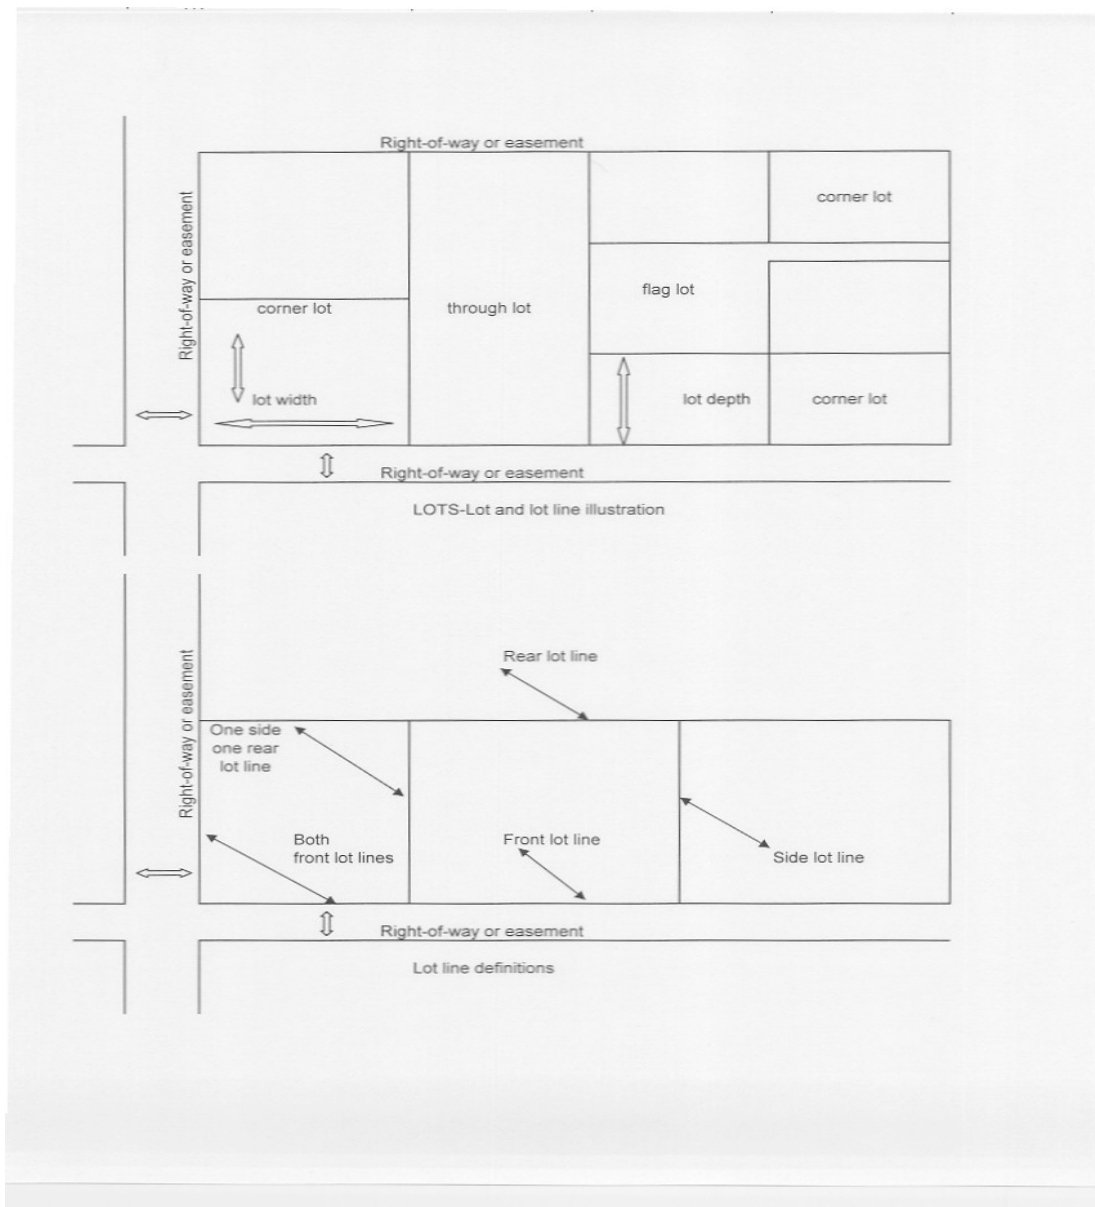 Right-of-way or easement
Right-of-way or easement
corner lot
corner lot
through lot
flag lot
lot width
lot depth
corner lot
Right-of-way or easement
LOTS-Lot and lot line illustration
Rear lot line
Right-of-way or easement
One side
one rear
lot line
Both
front lot lines
Front lot line
Side lot line
Right-of-way or easement
Lot line definitions